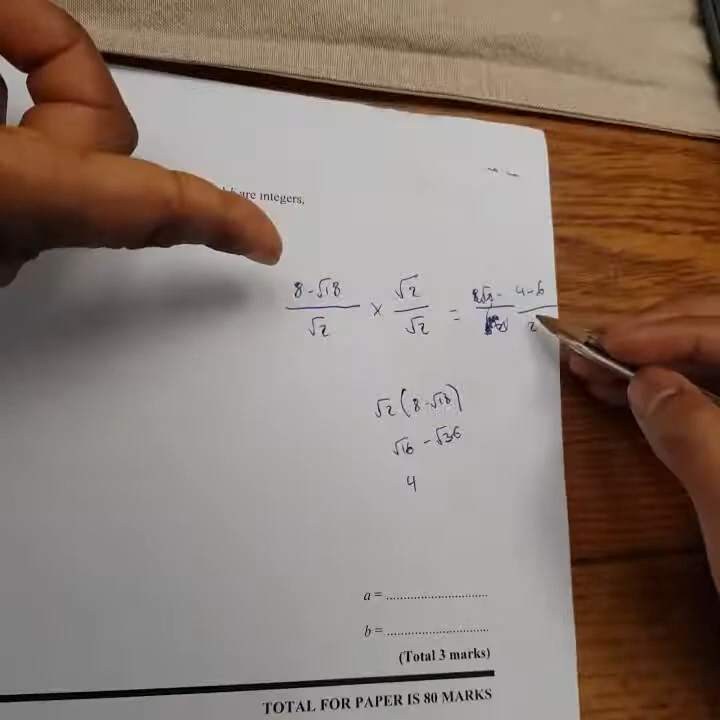 are integers,
8-√18 / √2 × √2 / √2 = 4-6 / 2
√2(8-√18)
√16 - √36
4
a = ............................
b = ............................
(Total 3 marks)
TOTAL FOR PAPER IS 80 MARKS